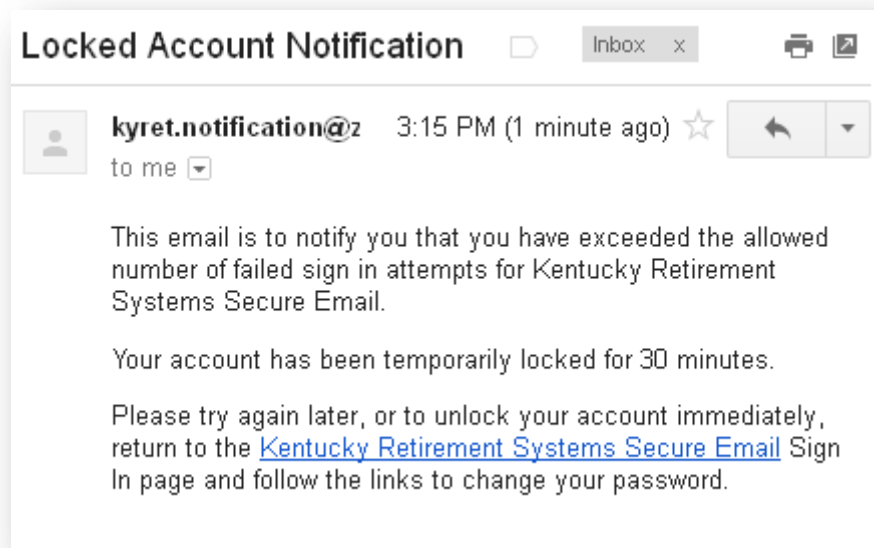 Locked Account Notification Inbox x
kyret.notification@z 3:15 PM (1 minute ago)
to me
This email is to notify you that you have exceeded the allowed
number of failed sign in attempts for Kentucky Retirement
Systems Secure Email.
Your account has been temporarily locked for 30 minutes.
Please try again later, or to unlock your account immediately,
return to the Kentucky Retirement Systems Secure Email Sign
In page and follow the links to change your password.